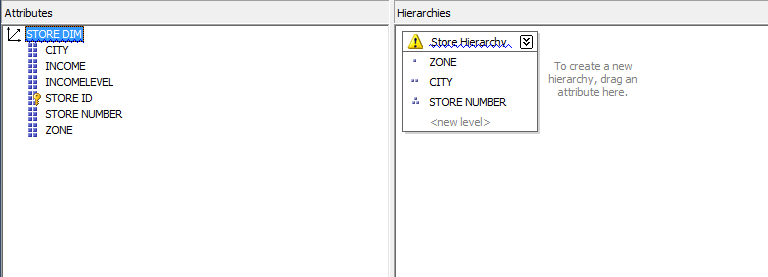 Attributes
STORE DIM
CITY
INCOME
INCOMELEVEL
STORE ID
STORE NUMBER
ZONE
Hierarchies
Store Hierarchy
ZONE
CITY
STORE NUMBER
<new level>
To create a new
hierarchy, drag an
attribute here.